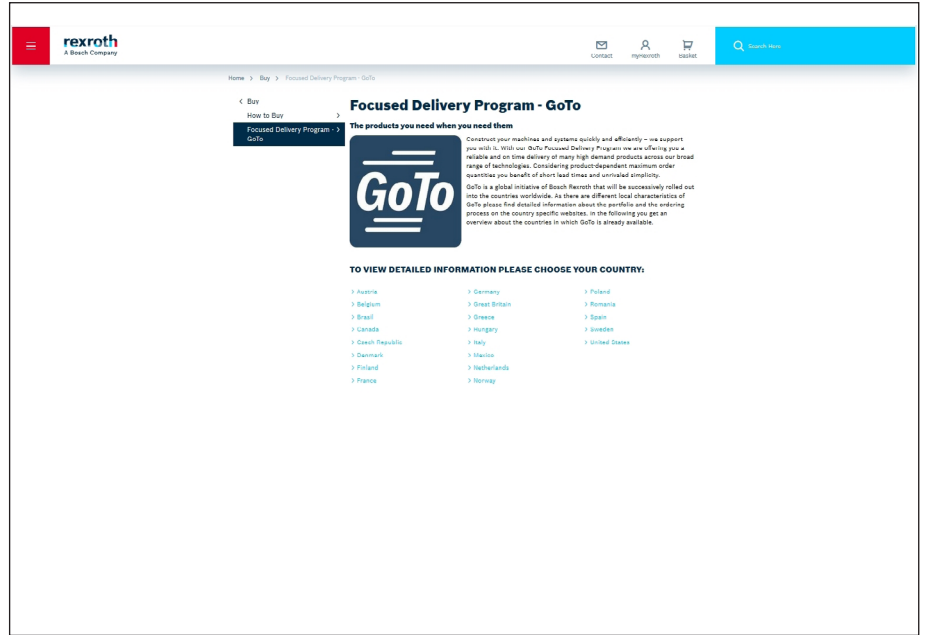 rexroth
A Bosch Company
Contact
myRexroth
Basket
Search Here
Home > Buy > Focused Delivery Program - GoTo
< Buy
How to Buy >
Focused Delivery Program - >
GoTo
Focused Delivery Program - GoTo
The products you need when you need them
GoTo
Construct your machines and systems quickly and efficiently – we support
you with it. With our GoTo Focused Delivery Program we are offering you a
reliable and on time delivery of many high demand products across our broad
range of technologies. Considering product-dependent maximum order
quantities you benefit of short lead times and unrivaled simplicity.
GoTo is a global initiative of Bosch Rexroth that will be successively rolled out
into the countries worldwide. As there are different local characteristics of
GoTo please find detailed information about the portfolio and the ordering
process on the country specific websites. In the following you get an
overview about the countries in which GoTo is already available.
TO VIEW DETAILED INFORMATION PLEASE CHOOSE YOUR COUNTRY:
> Austria
> Belgium
> Brasil
> Canada
> Czech Republic
> Denmark
> Finland
> France
> Germany
> Great Britain
> Greece
> Hungary
> Italy
> Mexico
> Netherlands
> Norway
> Poland
> Romania
> Spain
> Sweden
> United States